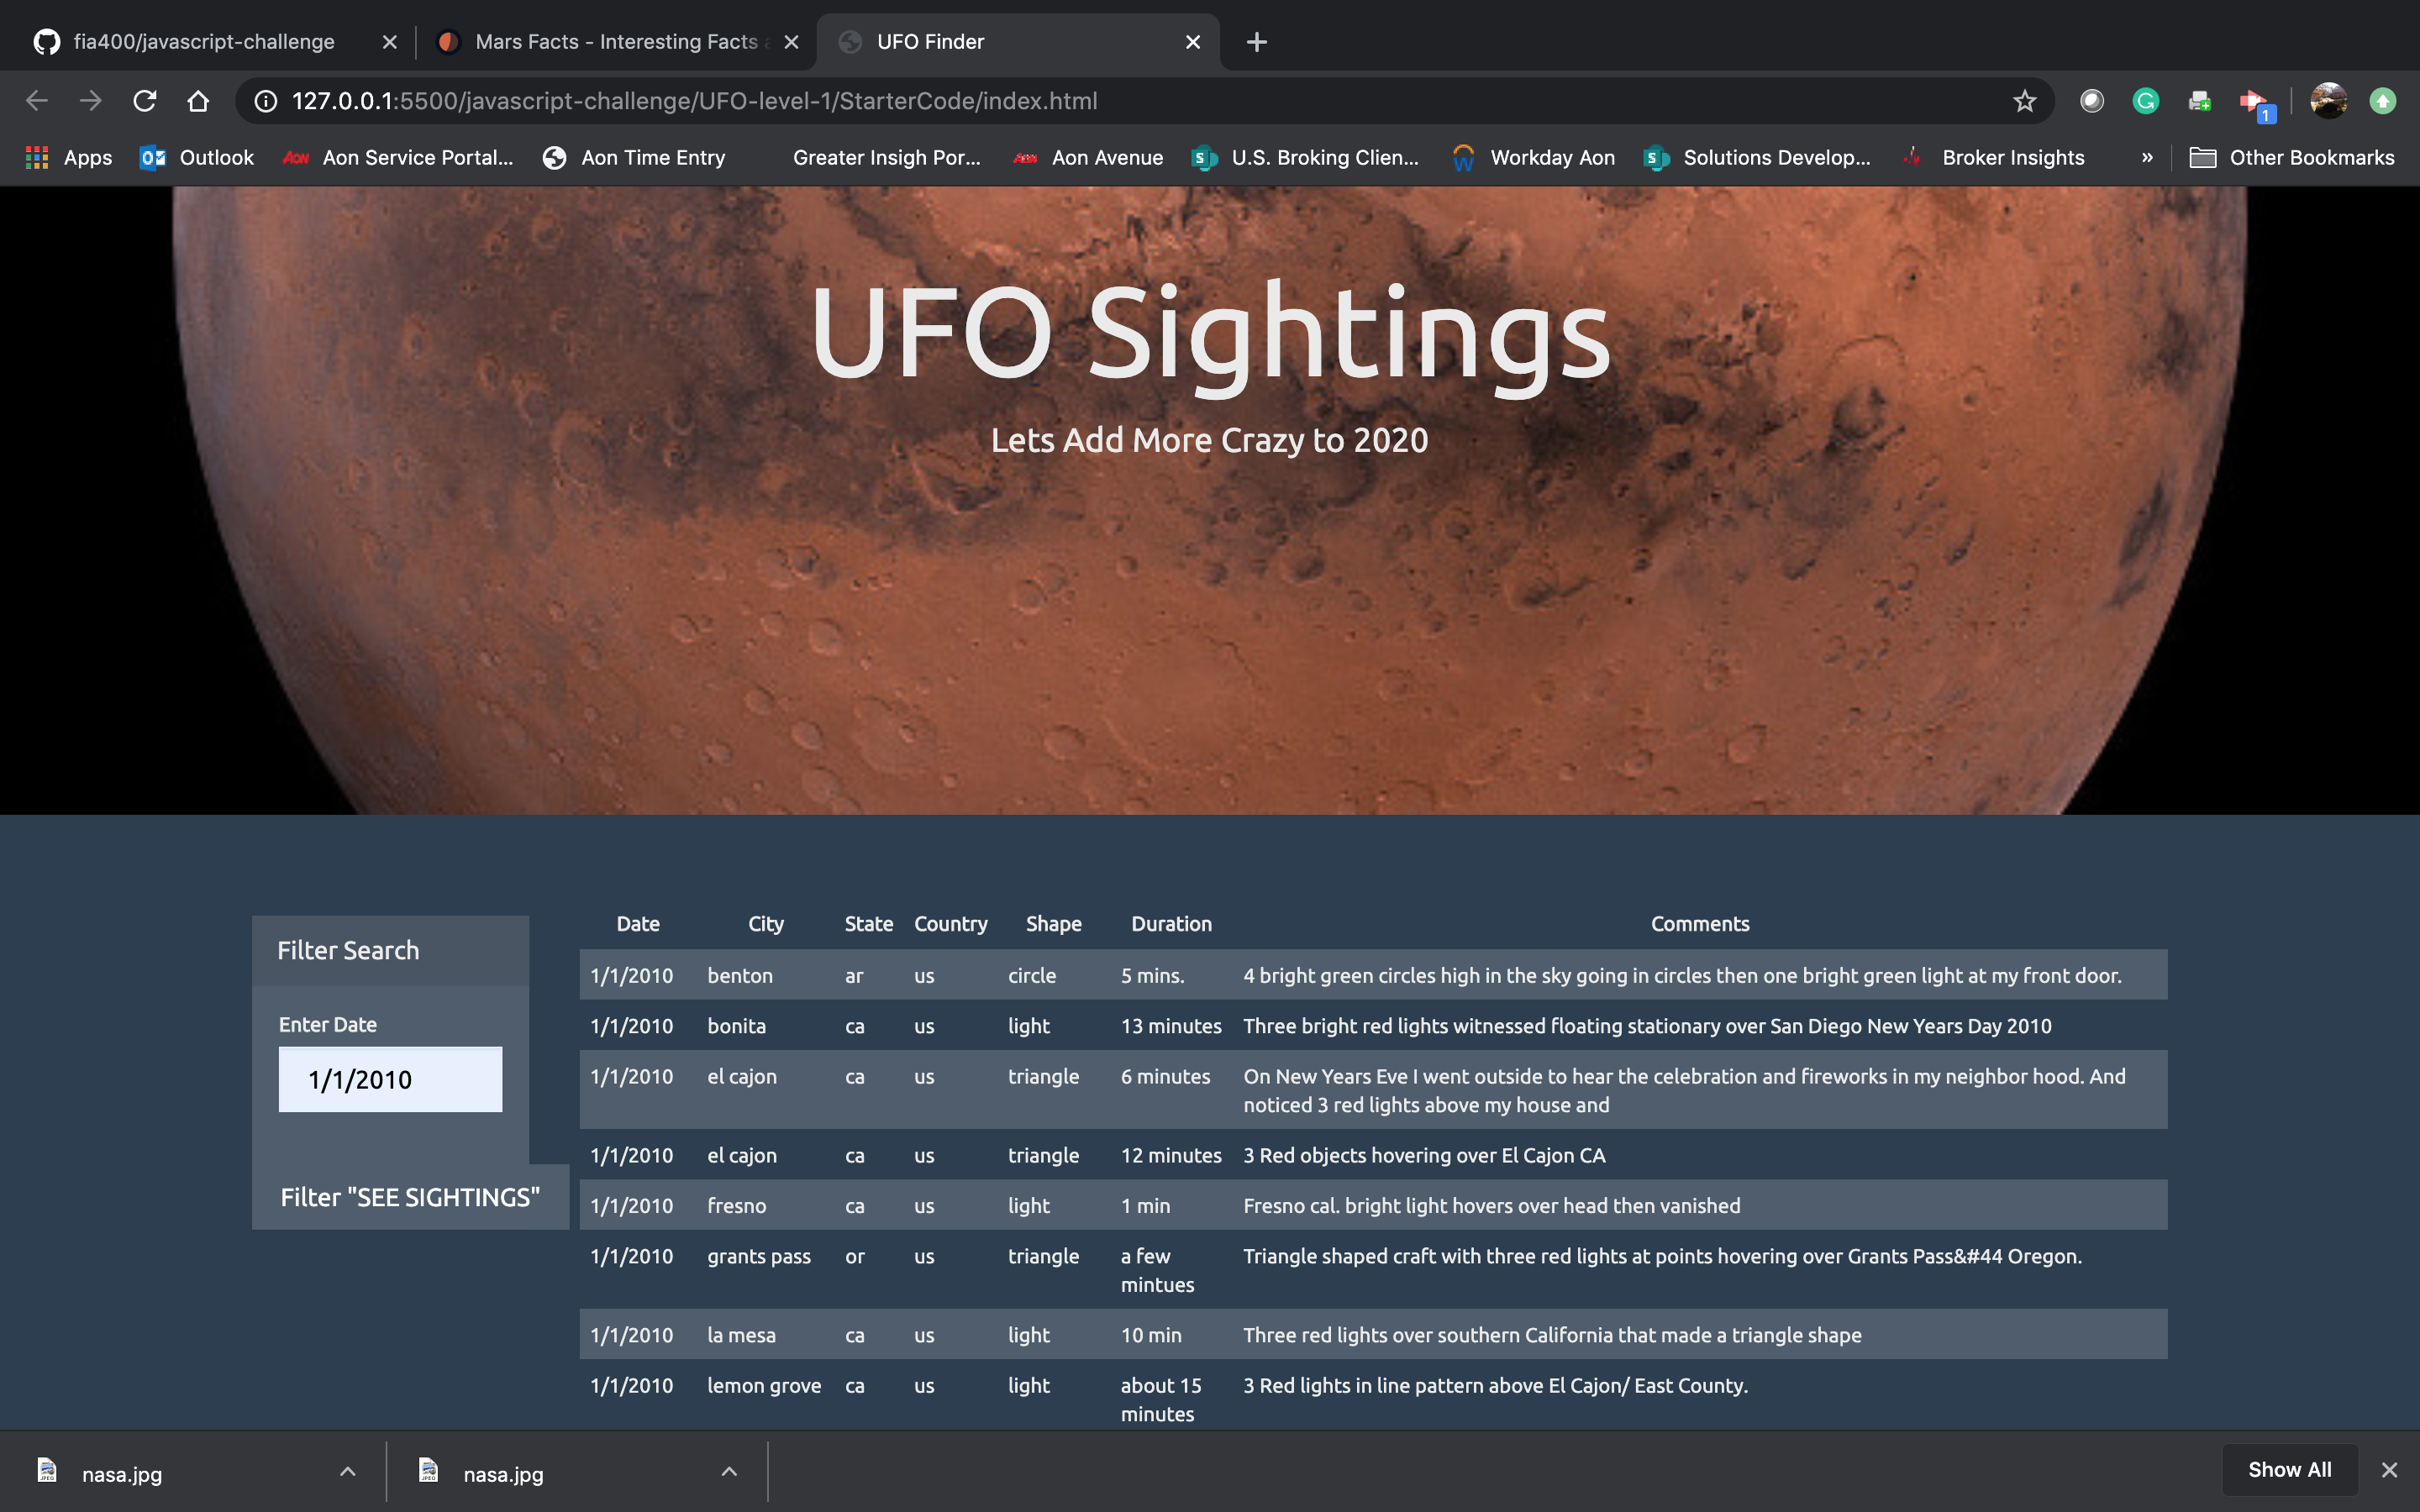 fia400/javascript-challenge
Mars Facts - Interesting Facts
UFO Finder
127.0.0.1:5500/javascript-challenge/UFO-level-1/StarterCode/index.html
1
Apps Outlook Aon Service Portal... Aon Time Entry Greater Insigh Por... Aon Avenue U.S. Broking Clien... Workday Aon Solutions Develop... Broker Insights » Other Bookmarks
UFO Sightings
Lets Add More Crazy to 2020
Filter Search
Enter Date
1/1/2010
Filter "SEE SIGHTINGS"
Date City State Country Shape Duration Comments
1/1/2010 benton ar us circle 5 mins. 4 bright green circles high in the sky going in circles then one bright green light at my front door.
1/1/2010 bonita ca us light 13 minutes Three bright red lights witnessed floating stationary over San Diego New Years Day 2010
1/1/2010 el cajon ca us triangle 6 minutes On New Years Eve I went outside to hear the celebration and fireworks in my neighbor hood. And
noticed 3 red lights above my house and
1/1/2010 el cajon ca us triangle 12 minutes 3 Red objects hovering over El Cajon CA
1/1/2010 fresno ca us light 1 min Fresno cal. bright light hovers over head then vanished
1/1/2010 grants pass or us triangle a few Triangle shaped craft with three red lights at points hovering over Grants Pass&#44 Oregon.
mintues
1/1/2010 la mesa ca us light 10 min Three red lights over southern California that made a triangle shape
1/1/2010 lemon grove ca us light about 15 3 Red lights in line pattern above El Cajon/ East County.
minutes
nasa.jpg
nasa.jpg
Show All